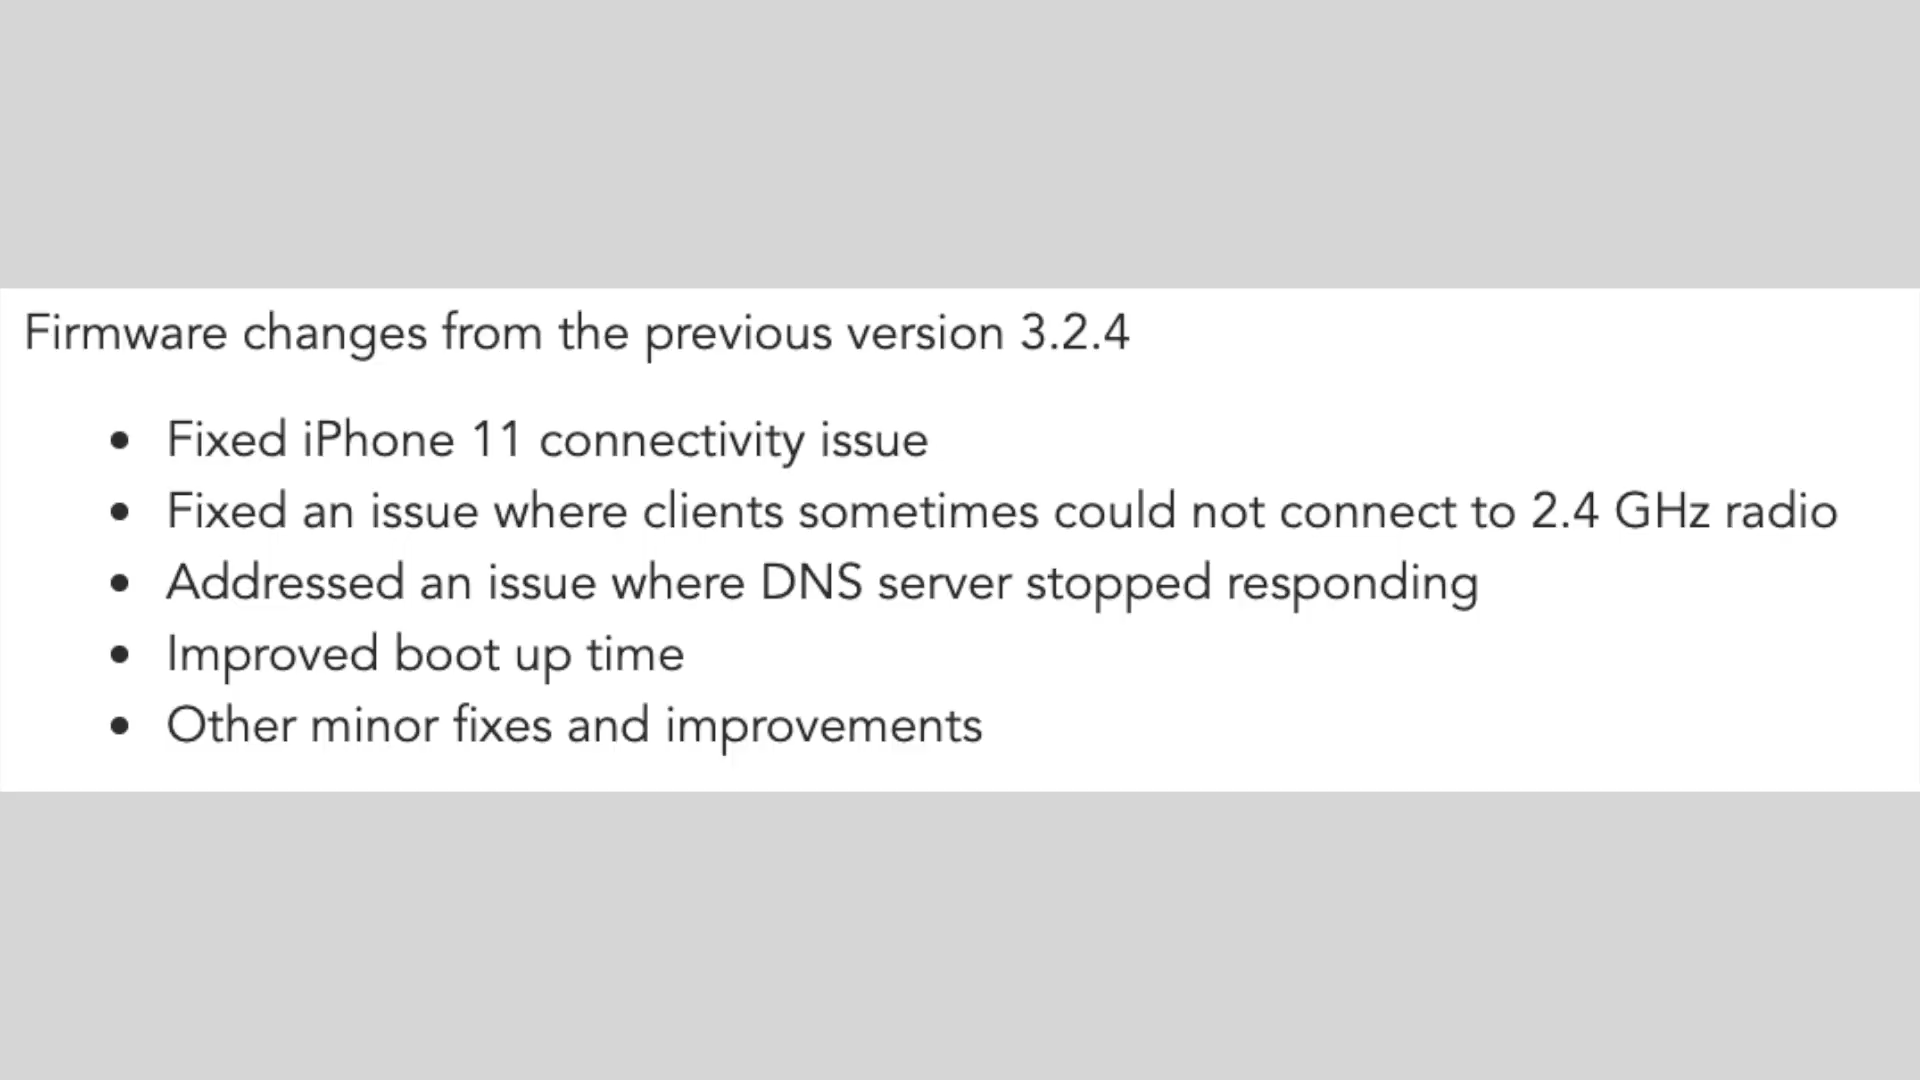 Firmware changes from the previous version 3.2.4
• Fixed iPhone 11 connectivity issue
• Fixed an issue where clients sometimes could not connect to 2.4 GHz radio
• Addressed an issue where DNS server stopped responding
• Improved boot up time
• Other minor fixes and improvements